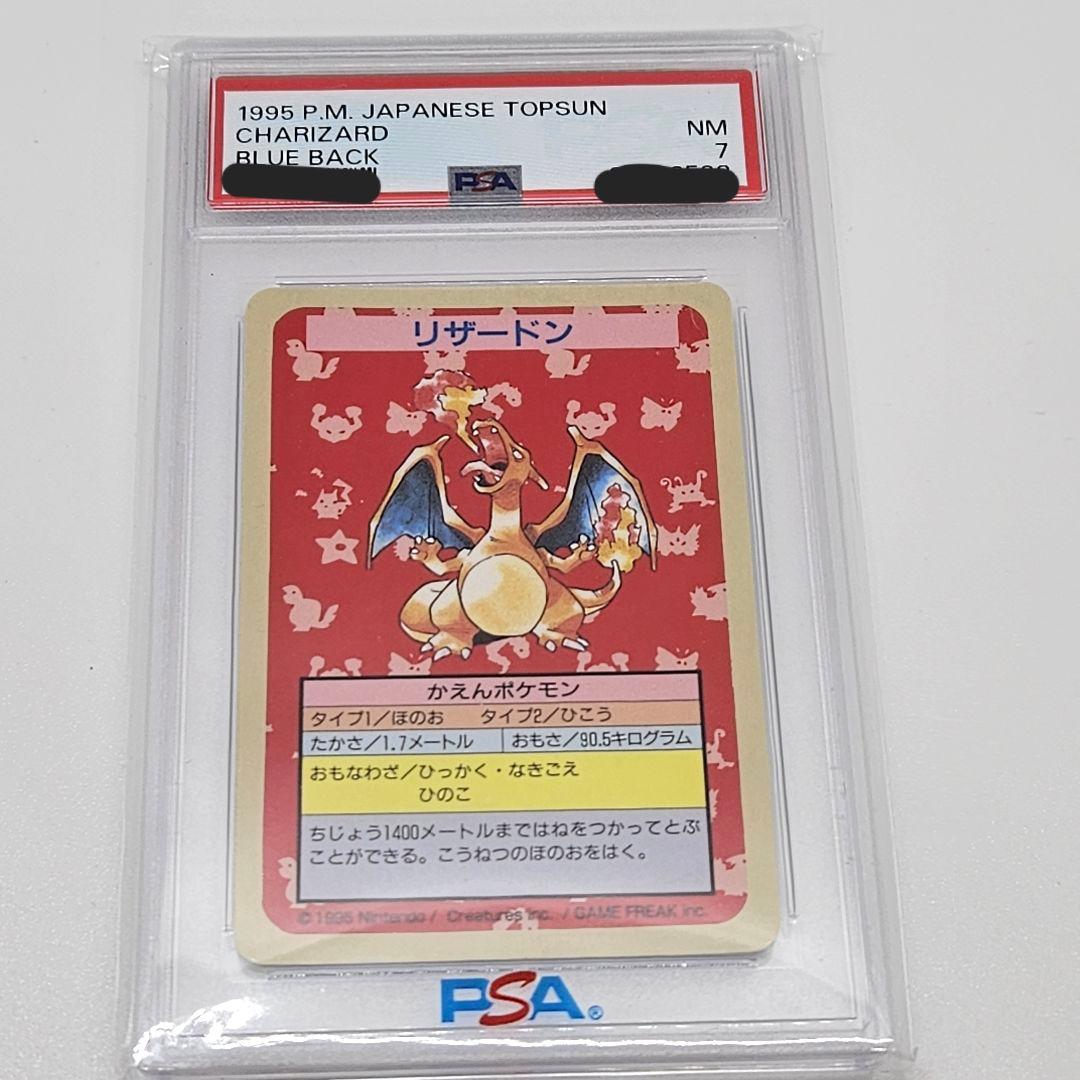 1995 P.M. JAPANESE TOPSUN
CHARIZARD
NM
BLUE BACK
7
PSA
リザードン
かえんポケモン
タイプ1/ほのお タイプ2/ひこう
たかさ/1.7メートル おもさ/90.5キログラム
おもなわざ/ひっかく・なきごえ
ひのこ
ちじょう1400メートルまではねをつかってとぶ
ことができる。こうねつのほのおをはく。
©1995 Nintendo / Creatures inc. / GAME FREAK inc.
PSA®